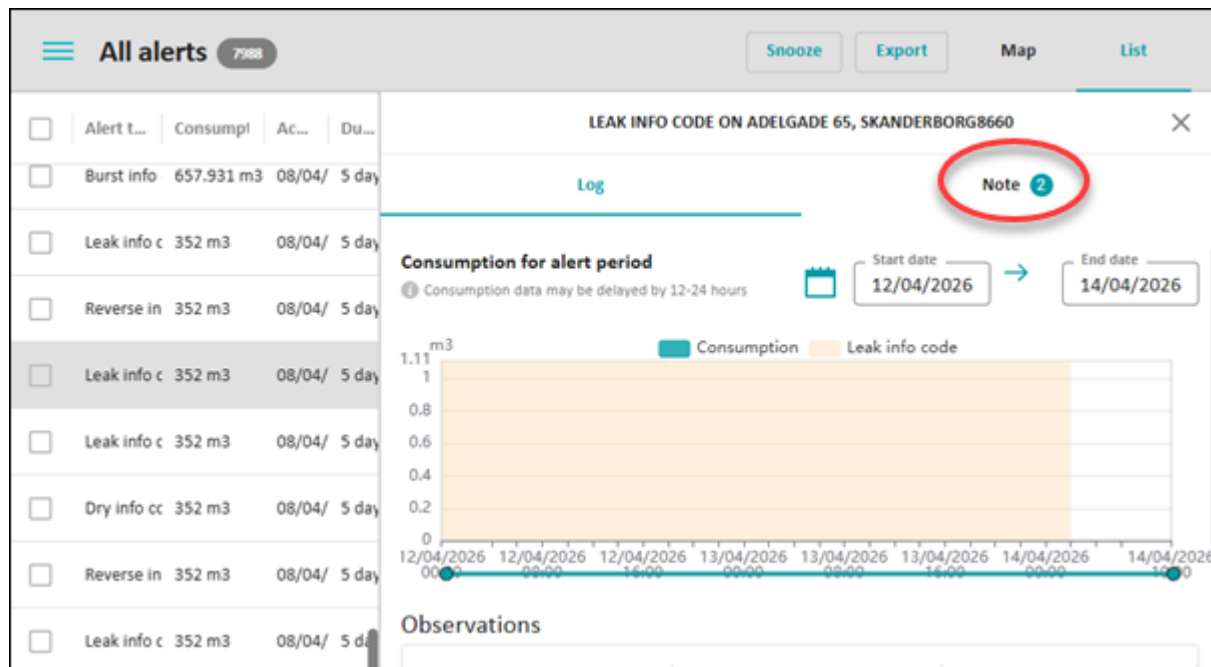 All alerts 7988 Snooze Export Map List
Alert t... Consumpt Ac... Du...
Burst info 657.931 m3 08/04/ 5 day
Leak info c 352 m3 08/04/ 5 day
Reverse in 352 m3 08/04/ 5 day
Leak info c 352 m3 08/04/ 5 day
Leak info c 352 m3 08/04/ 5 day
Dry info cc 352 m3 08/04/ 5 day
Reverse in 352 m3 08/04/ 5 day
Leak info c 352 m3 08/04/ 5 da
LEAK INFO CODE ON ADELGADE 65, SKANDERBORG8660
Log Note 2
Consumption for alert period
Consumption data may be delayed by 12-24 hours
Start date End date
12/04/2026 14/04/2026
m3 Consumption Leak info code
1.11
1
0.8
0.6
0.4
0.2
0
12/04/2026 12/04/2026 12/04/2026 13/04/2026 13/04/2026 13/04/2026 14/04/2026 14/04/2026
00:00 08:00 16:00 00:00 08:00 16:00 00:00
Observations